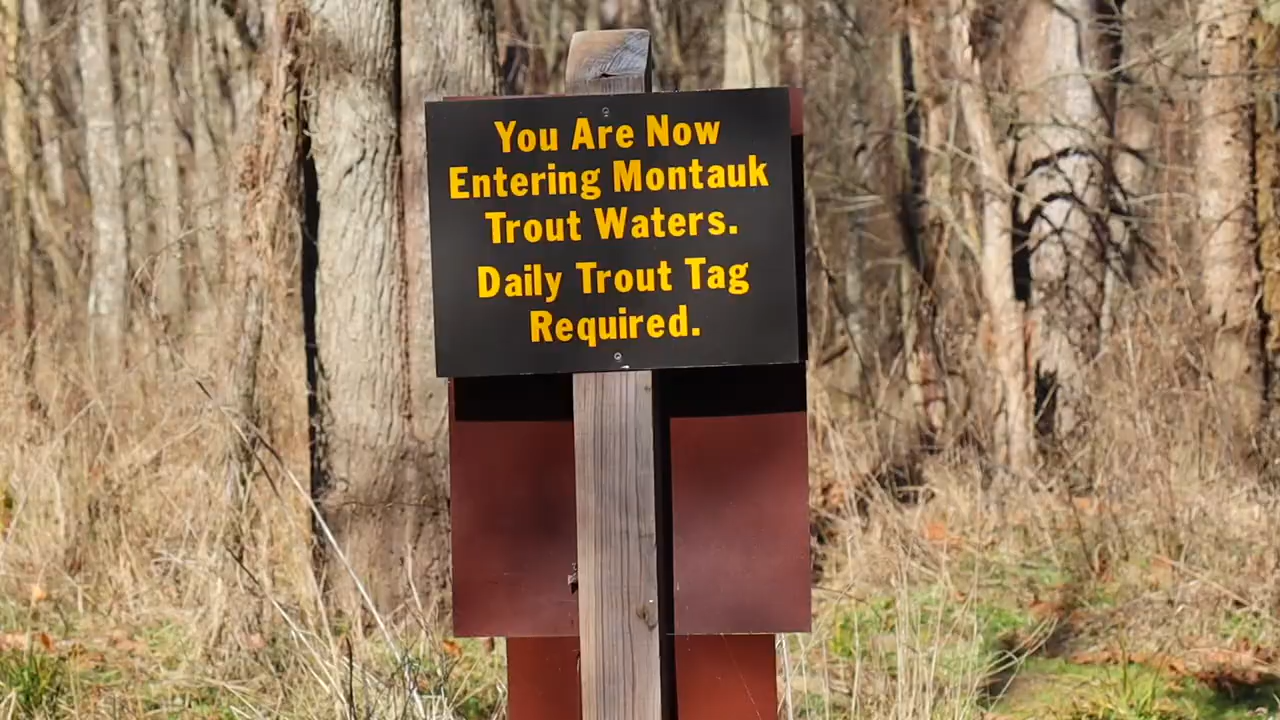 You Are Now
Entering Montauk
Trout Waters.
Daily Trout Tag
Required.